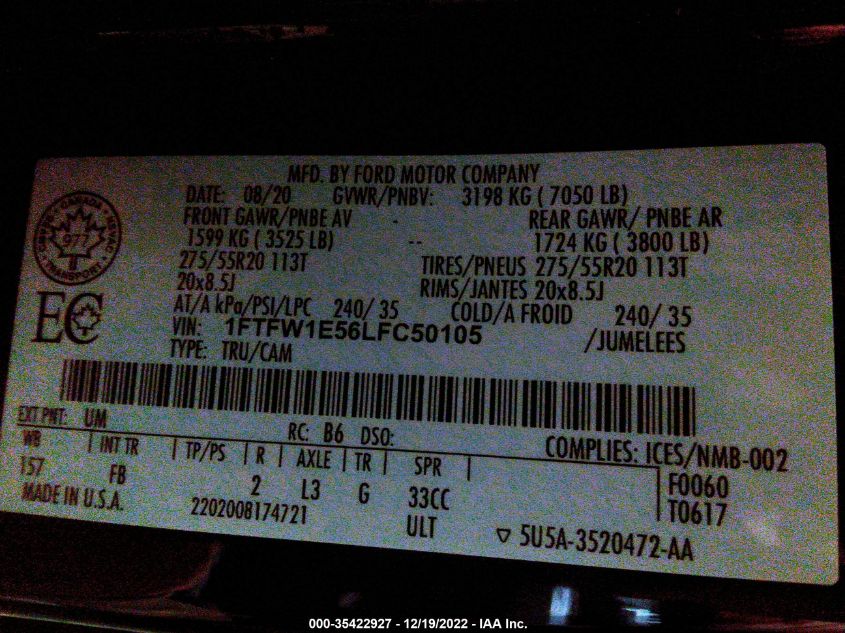 MFD. BY FORD MOTOR COMPANY
DATE: 08/20 GVWR/PNBV: 3198 KG ( 7050 LB)
FRONT GAWR/PNBE AV - REAR GAWR/ PNBE AR
1599 KG ( 3525 LB) -- 1724 KG ( 3800 LB)
275/55R20 113T TIRES/PNEUS 275/55R20 113T
20x8.5J RIMS/JANTES 20x8.5J
AT/A kPa/PSI/LPC 240/ 35 COLD/A FROID 240/ 35
VIN: 1FTFW1E56LFC50105 /JUMELEES
TYPE: TRU/CAM
CANADA
977
TRANSPORT
EC
EXT PNT: UM RC: B6 DSO: COMPLIES: ICES/NMB-002
WB | INT TR | TP/PS | R | AXLE | TR | SPR | F0060
157 FB 2 L3 G 33CC T0617
MADE IN U.S.A. 2202008174721 ULT ▽ 5U5A-3520472-AA
000-35422927 - 12/19/2022 - IAA Inc.